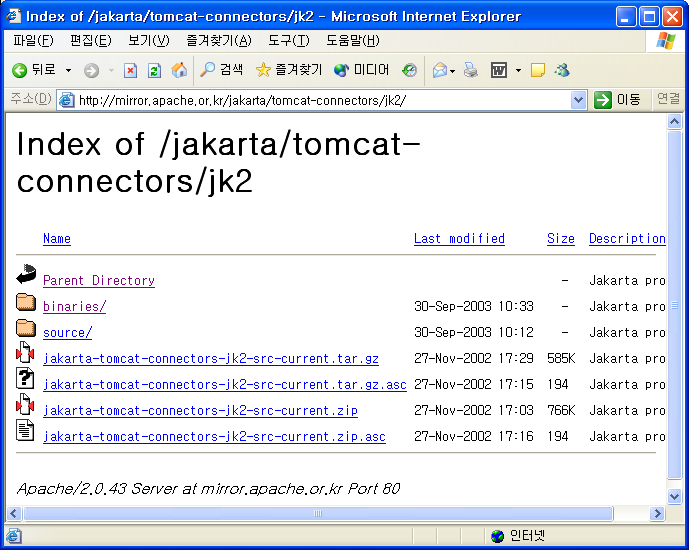 Index of /jakarta/tomcat-connectors/jk2 - Microsoft Internet Explorer
파일(F) 편집(E) 보기(V) 즐겨찾기(A) 도구(T) 도움말(H)
뒤로 검색 즐겨찾기 미디어
주소(D) http://mirror.apache.or.kr/jakarta/tomcat-connectors/jk2/ 이동 연결
Index of /jakarta/tomcat-
connectors/jk2
Name Last modified Size Description
Parent Directory - Jakarta pro
binaries/ 30-Sep-2003 10:33 - Jakarta pro
source/ 30-Sep-2003 10:12 - Jakarta pro
jakarta-tomcat-connectors-jk2-src-current.tar.gz 27-Nov-2002 17:29 585K Jakarta pro
jakarta-tomcat-connectors-jk2-src-current.tar.gz.asc 27-Nov-2002 17:15 194 Jakarta pro
jakarta-tomcat-connectors-jk2-src-current.zip 27-Nov-2002 17:03 766K Jakarta pro
jakarta-tomcat-connectors-jk2-src-current.zip.asc 27-Nov-2002 17:16 194 Jakarta pro
Apache/2.0.43 Server at mirror.apache.or.kr Port 80
인터넷